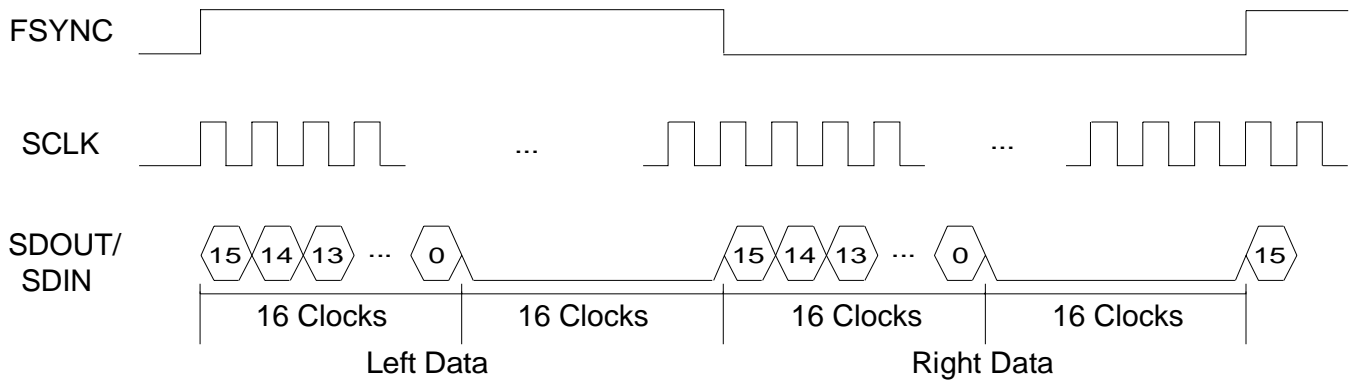 FSYNC
SCLK
...
...
SDOUT/
SDIN
15 14 13 ... 0 15 14 13 ... 0 15
16 Clocks 16 Clocks 16 Clocks 16 Clocks
Left Data Right Data